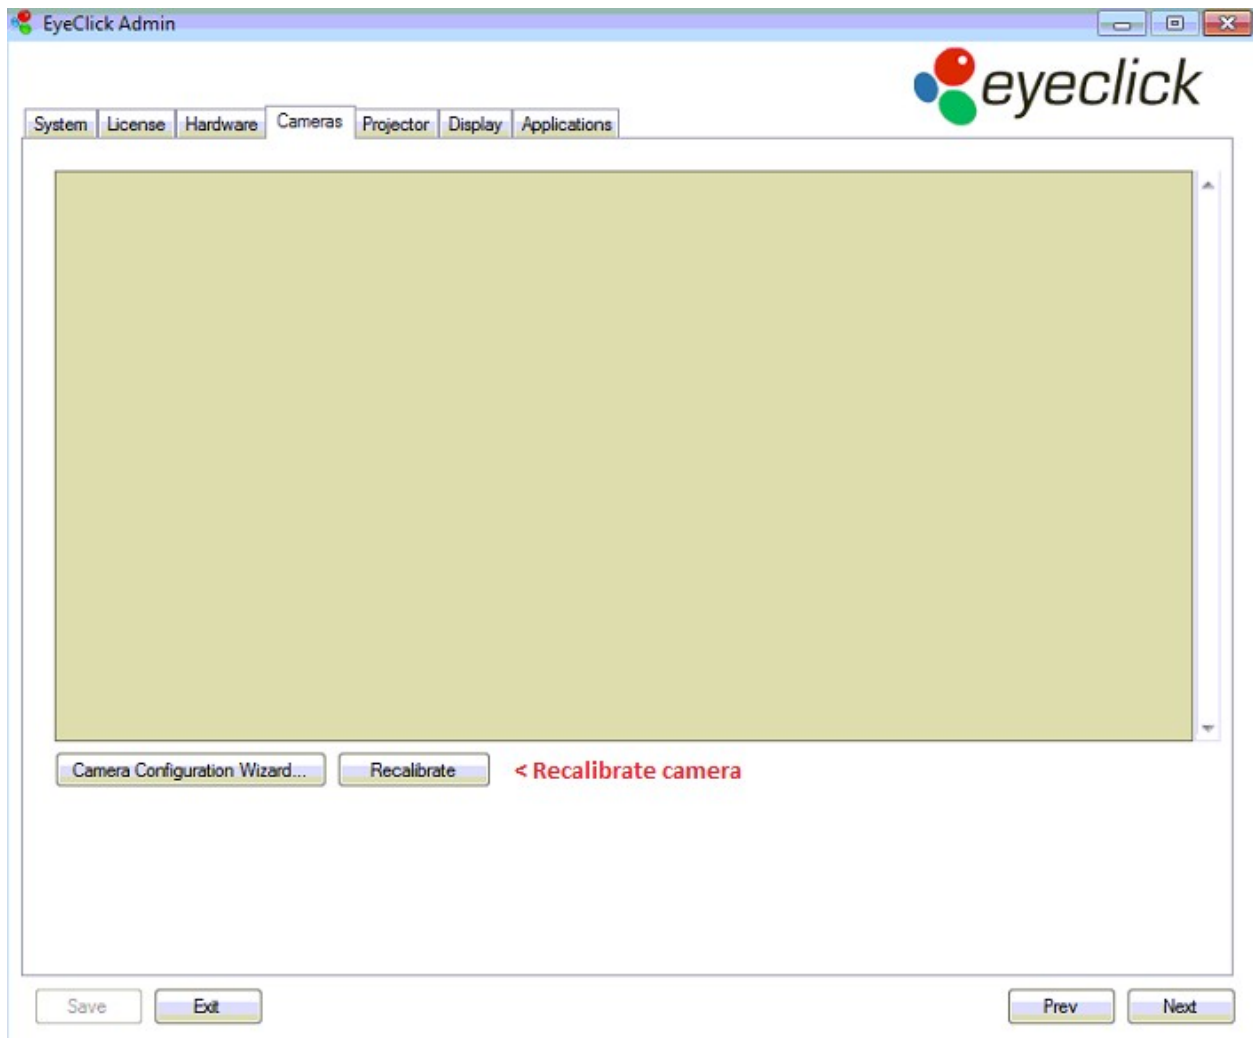 EyeClick Admin
eyeclick
System License Hardware Cameras Projector Display Applications
Camera Configuration Wizard... Recalibrate < Recalibrate camera
Save Exit Prev Next